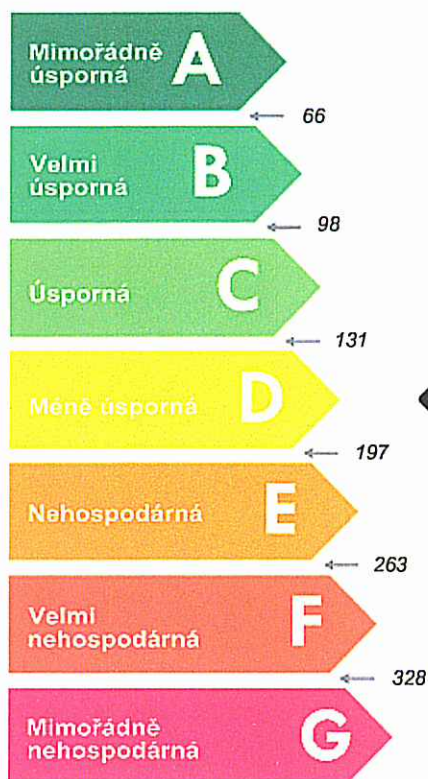 Mimořádně
úsporná
A
66
Velmi
úsporná
B
98
Úsporná
C
131
Méně úsporná
D
197
Nehospodárná
E
263
Velmi
nehospodárná
F
328
Mimořádně
nehospodárná
G